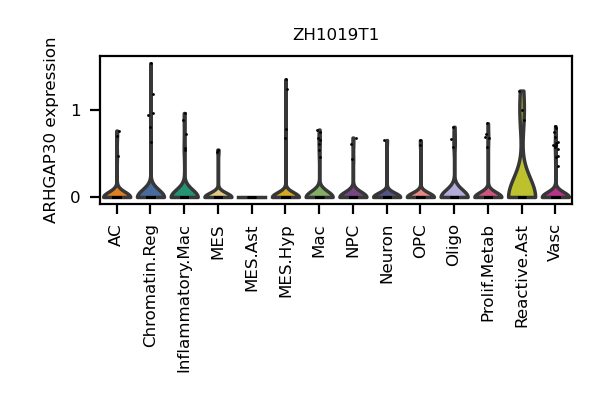 ZH1019T1
ARHGAP30 expression
1
0
AC
Chromatin.Reg
Inflammatory.Mac
MES
MES.Ast
MES.Hyp
Mac
NPC
Neuron
OPC
Oligo
Prolif.Metab
Reactive.Ast
Vasc